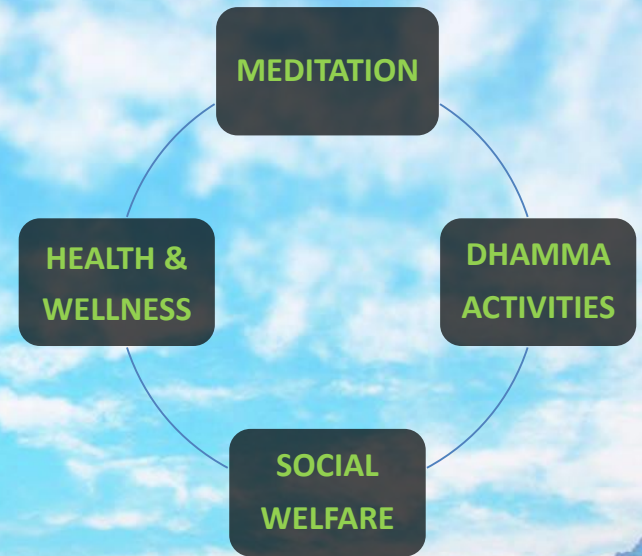 MEDITATION
HEALTH &
WELLNESS
DHAMMA
ACTIVITIES
SOCIAL
WELFARE